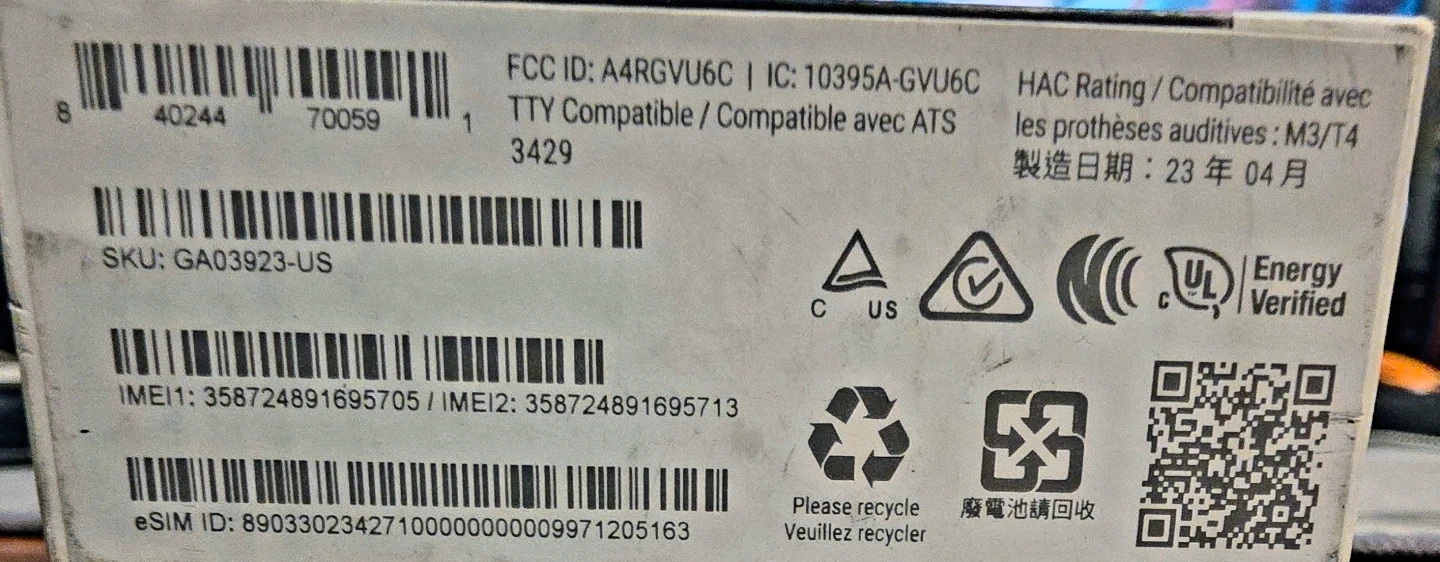 8 40244 70059 1
FCC ID: A4RGVU6C | IC: 10395A-GVU6C
TTY Compatible / Compatible avec ATS
3429
HAC Rating / Compatibilité avec
les prothèses auditives : M3/T4
製造日期：23 年 04 月
SKU: GA03923-US
C US
c UL Energy
Verified
IMEI1: 358724891695705 / IMEI2: 358724891695713
eSIM ID: 89033023427100000000009971205163
Please recycle
Veuillez recycler
廢電池請回收